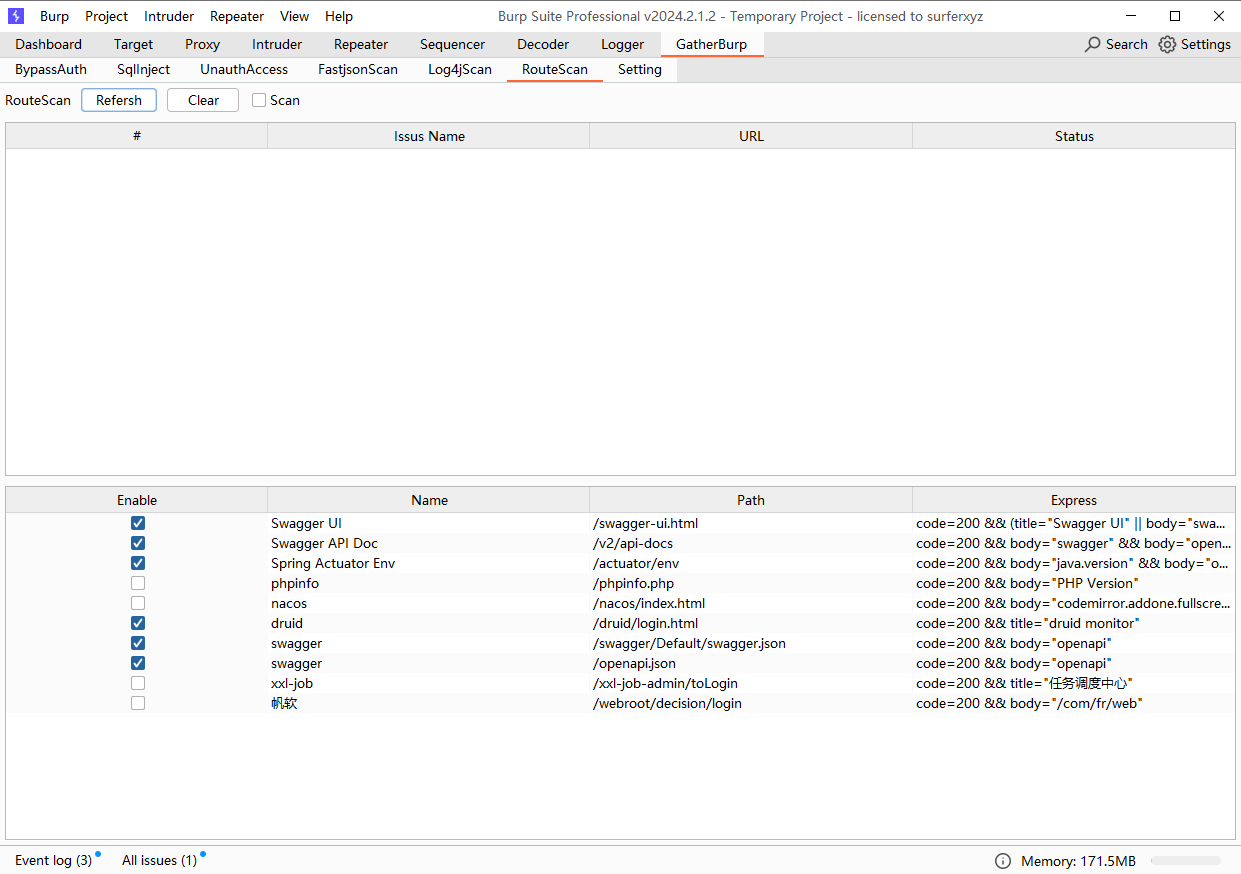 Burp Project Intruder Repeater View Help Burp Suite Professional v2024.2.1.2 - Temporary Project - licensed to surferxyz
Dashboard Target Proxy Intruder Repeater Sequencer Decoder Logger GatherBurp Search Settings
BypassAuth SqlInject UnauthAccess FastjsonScan Log4jScan RouteScan Setting
RouteScan Refersh Clear Scan
# Issus Name URL Status
Enable Name Path Express
Swagger UI /swagger-ui.html code=200 && (title="Swagger UI" || body="swa...
Swagger API Doc /v2/api-docs code=200 && body="swagger" && body="open...
Spring Actuator Env /actuator/env code=200 && body="java.version" && body="o...
phpinfo /phpinfo.php code=200 && body="PHP Version"
nacos /nacos/index.html code=200 && body="codemirror.addone.fullscre...
druid /druid/login.html code=200 && title="druid monitor"
swagger /swagger/Default/swagger.json code=200 && body="openapi"
swagger /openapi.json code=200 && body="openapi"
xxl-job /xxl-job-admin/toLogin code=200 && title="任务调度中心"
帆软 /webroot/decision/login code=200 && body="/com/fr/web"
Event log (3) All issues (1) Memory: 171.5MB